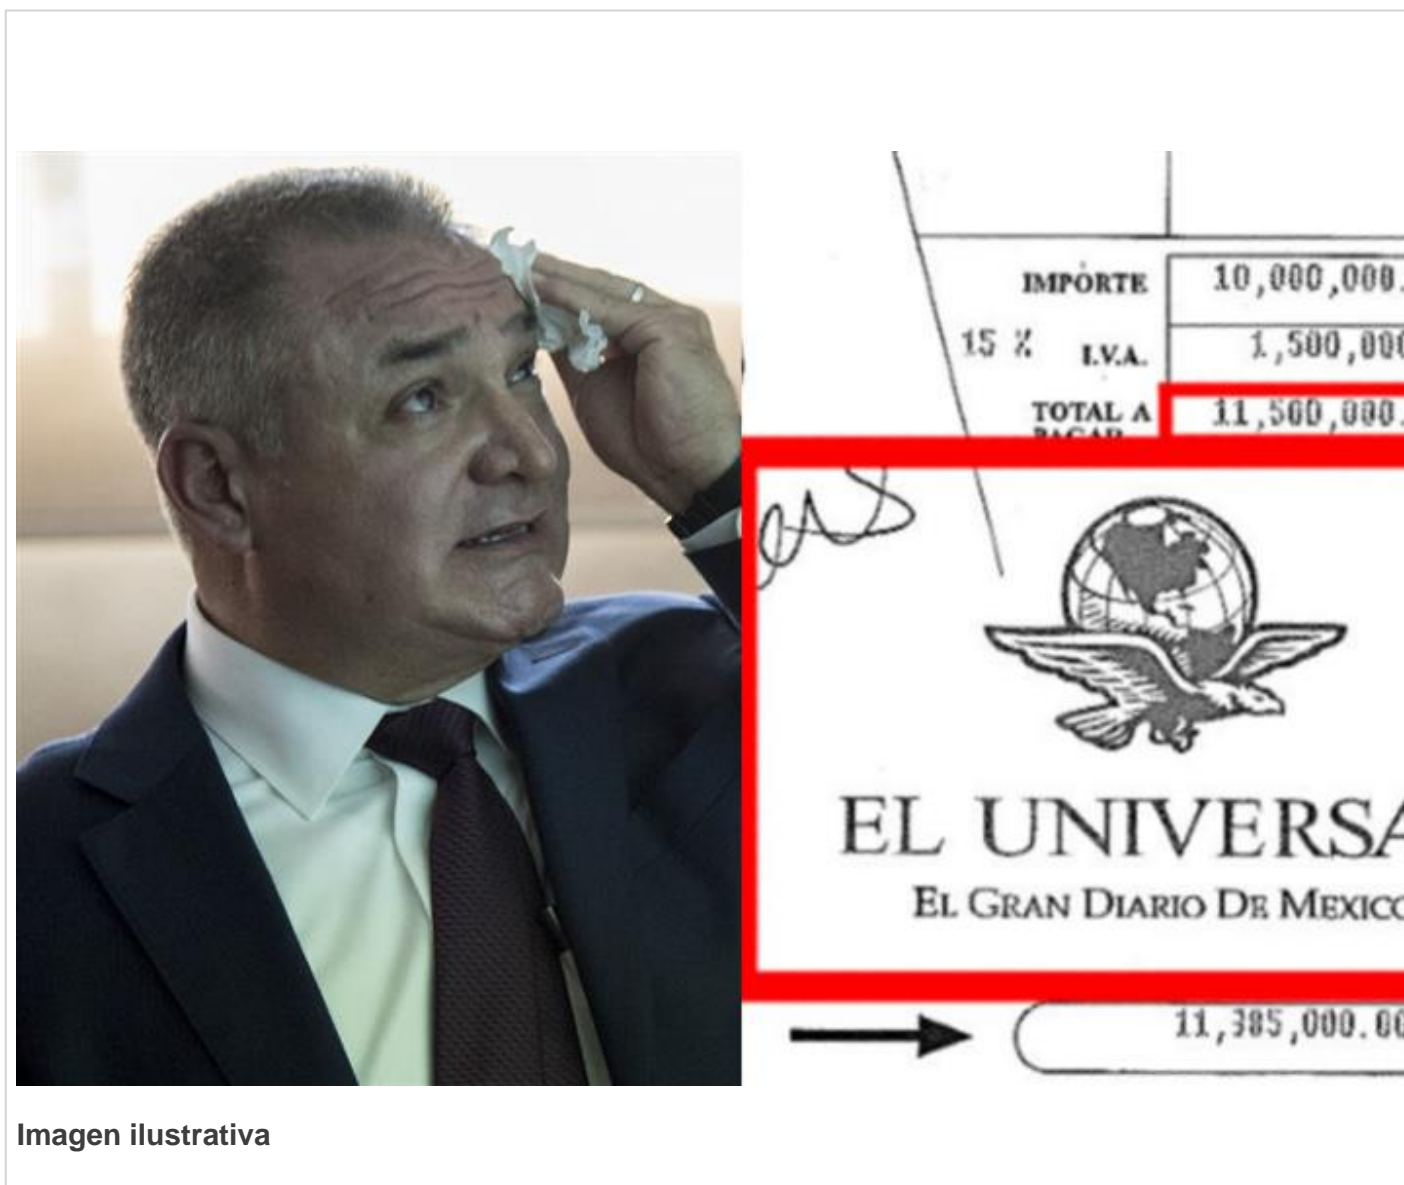 IMPORTE 10,000,000.
15 % I.V.A. 1,500,000
TOTAL A 11,500,000.
PAGAR
EL UNIVERSA
EL GRAN DIARIO DE MEXICO
11,385,000.00
Imagen ilustrativa